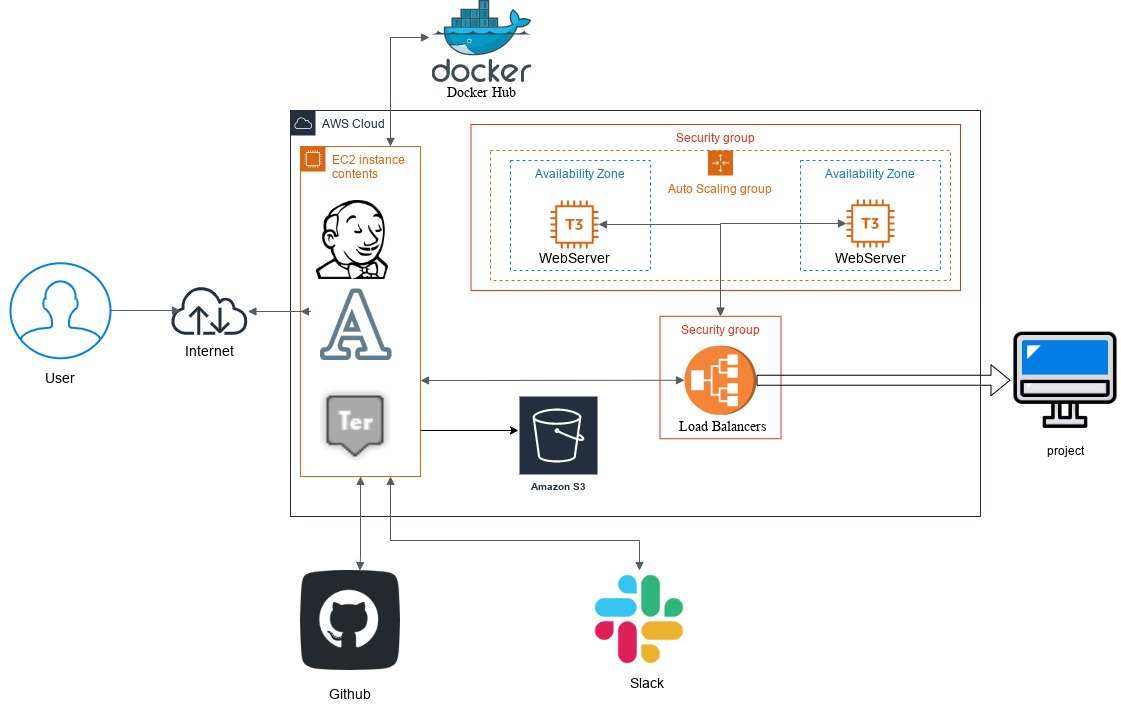 docker
Docker Hub
AWS Cloud
EC2 instance
contents
Security group
Auto Scaling group
Availability Zone
T3
WebServer
Availability Zone
T3
WebServer
Internet
User
A
Ter
Security group
Load Balancers
Amazon S3
project
Github
Slack